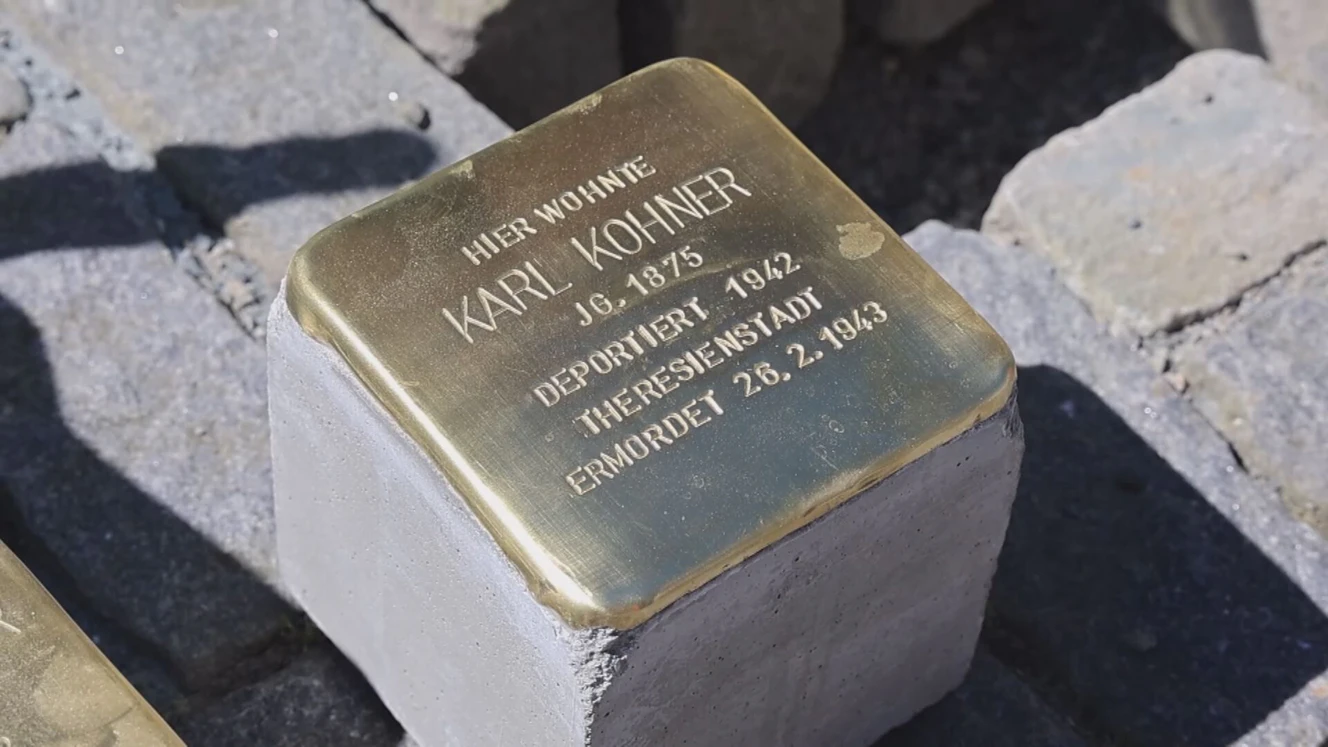 HIER WOHNTE
KARL KOHNER
JG. 1875
DEPORTIERT 1942
THERESIENSTADT
ERMORDET 26.2.1943